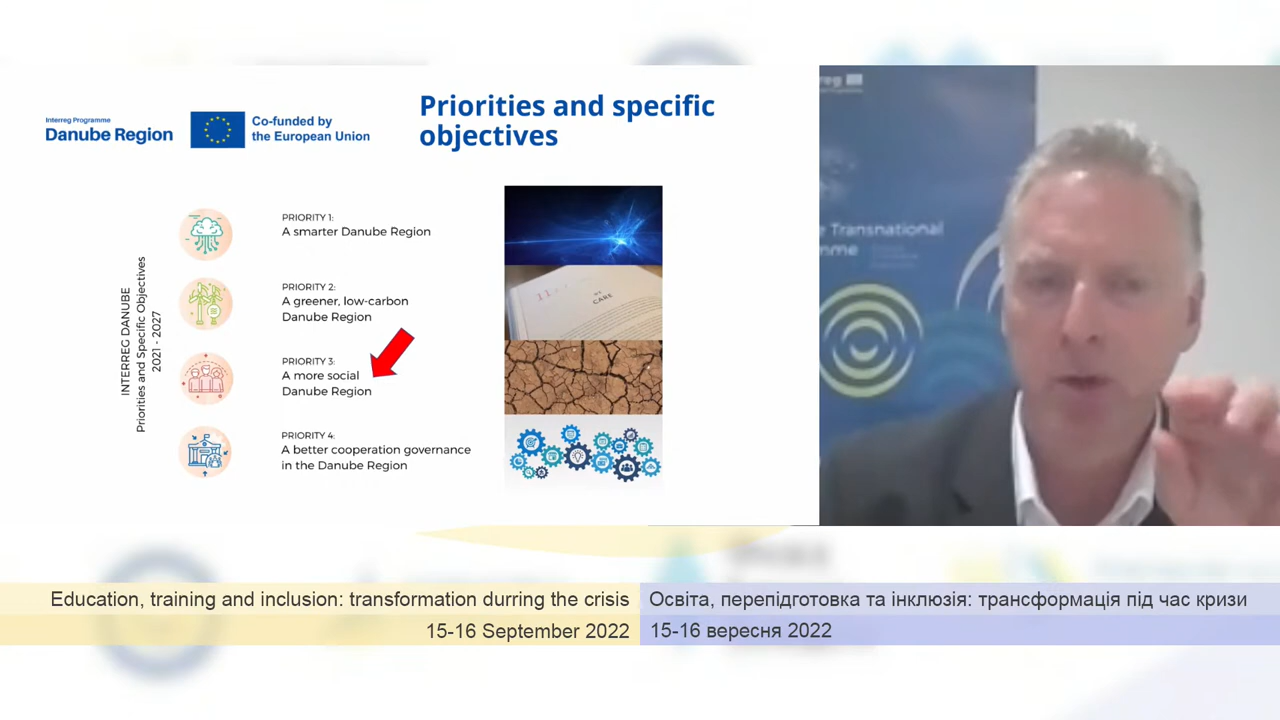 Interreg Programme
Danube Region
Co-funded by
the European Union
Priorities and specific
objectives
INTERREG DANUBE
Priorities and Specific Objectives
2021 - 2027
PRIORITY 1:
A smarter Danube Region
PRIORITY 2:
A greener, low-carbon
Danube Region
PRIORITY 3:
A more social
Danube Region
PRIORITY 4:
A better cooperation governance
in the Danube Region
CARE
Transnational
Education, training and inclusion: transformation durring the crisis
15-16 September 2022
Освіта, перепідготовка та інклюзія: трансформація під час кризи
15-16 вересня 2022